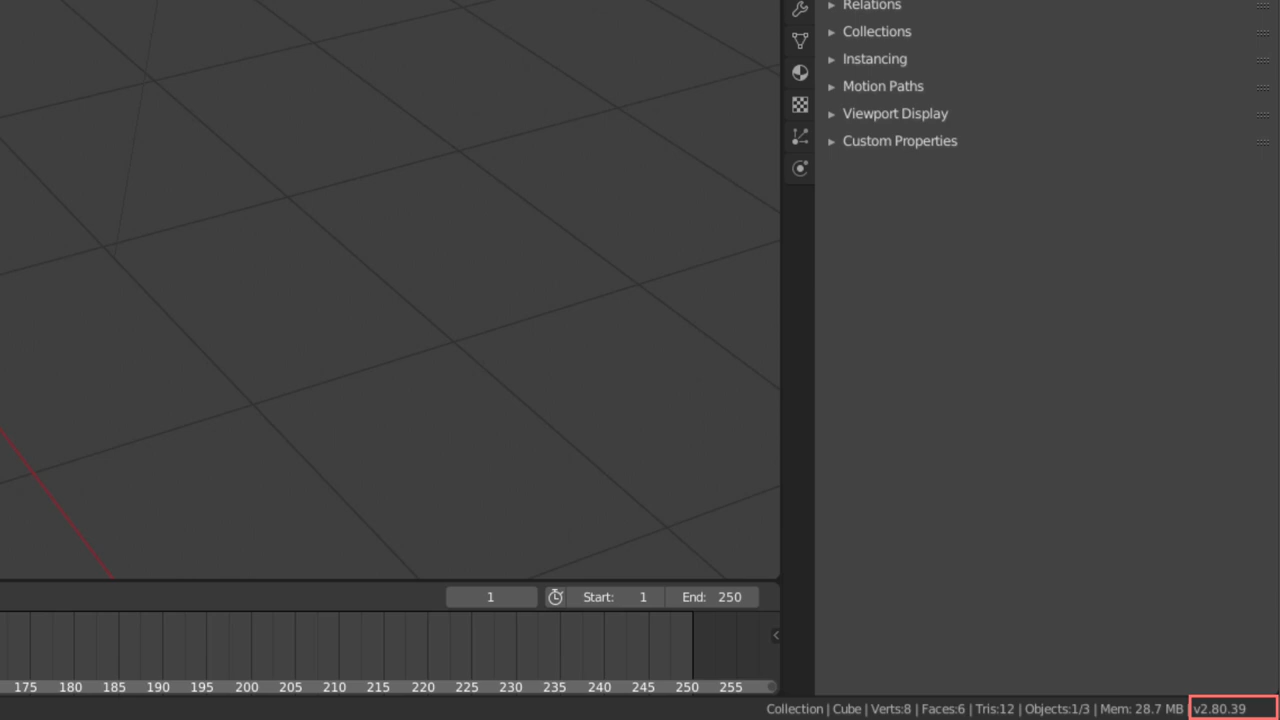 Relations
Collections
Instancing
Motion Paths
Viewport Display
Custom Properties
1 Start: 1 End: 250
175 180 185 190 195 200 205 210 215 220 225 230 235 240 245 250 255
Collection | Cube | Verts:8 | Faces:6 | Tris:12 | Objects:1/3 | Mem: 28.7 MB | v2.80.39